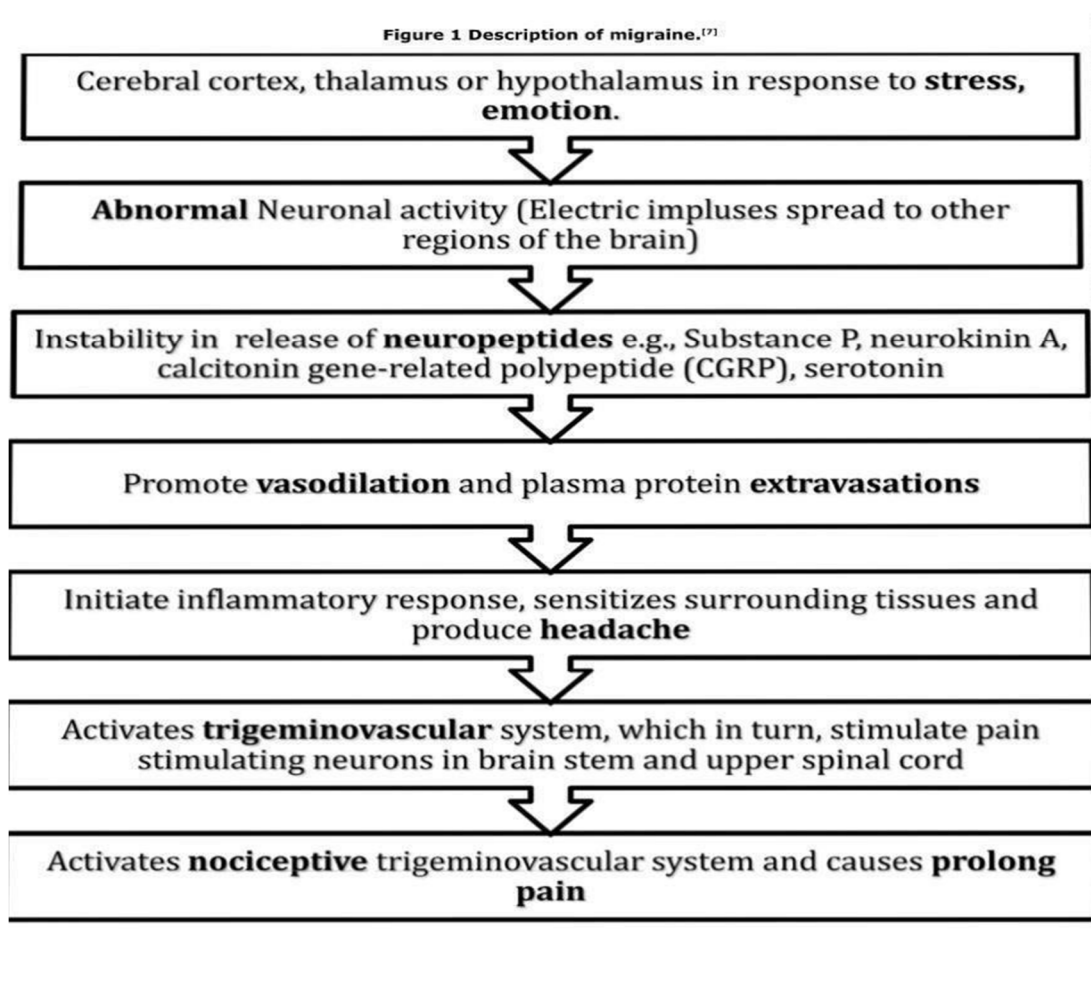 Figure 1 Description of migraine.[7]
Cerebral cortex, thalamus or hypothalamus in response to stress,
emotion.
Abnormal Neuronal activity (Electric impluses spread to other
regions of the brain)
Instability in release of neuropeptides e.g., Substance P, neurokinin A,
calcitonin gene-related polypeptide (CGRP), serotonin
Promote vasodilation and plasma protein extravasations
Initiate inflammatory response, sensitizes surrounding tissues and
produce headache
Activates trigeminovascular system, which in turn, stimulate pain
stimulating neurons in brain stem and upper spinal cord
Activates nociceptive trigeminovascular system and causes prolong
pain